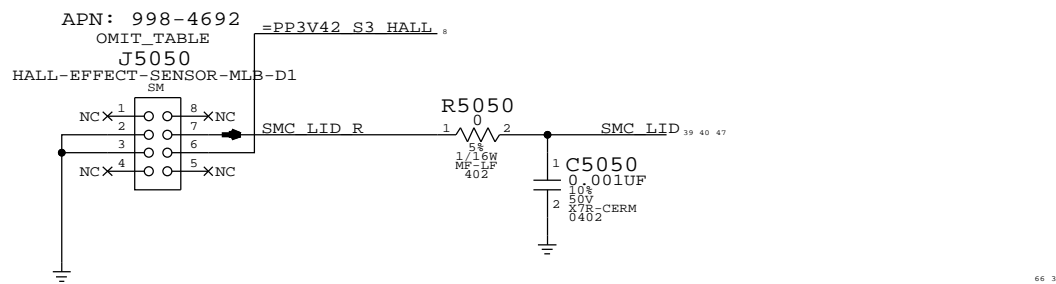 APN: 998-4692
=PP3V42_S3_HALL 8
OMIT_TABLE
J5050
HALL-EFFECT-SENSOR-MLB-D1
SM
NC 1 8 NC
2 7 SMC_LID_R
3 6
NC 4 5 NC
R5050
0
1 2
5%
1/16W
MF-LF
402
SMC_LID 39 40 47
1 C5050
0.001UF
10%
50V
2 X7R-CERM
0402
66 3